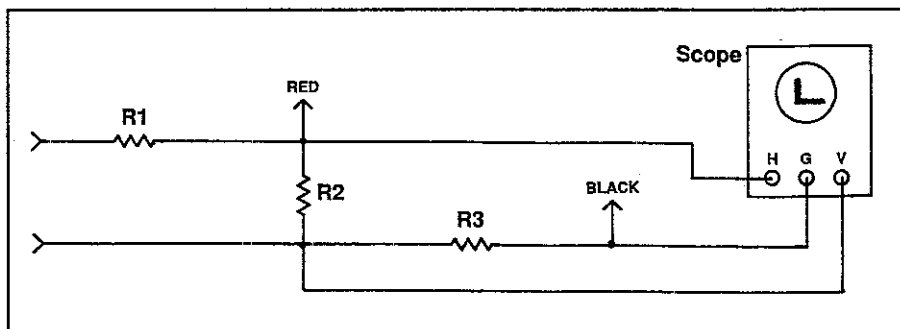 Scope
RED
R1
H G V
R2
BLACK
R3